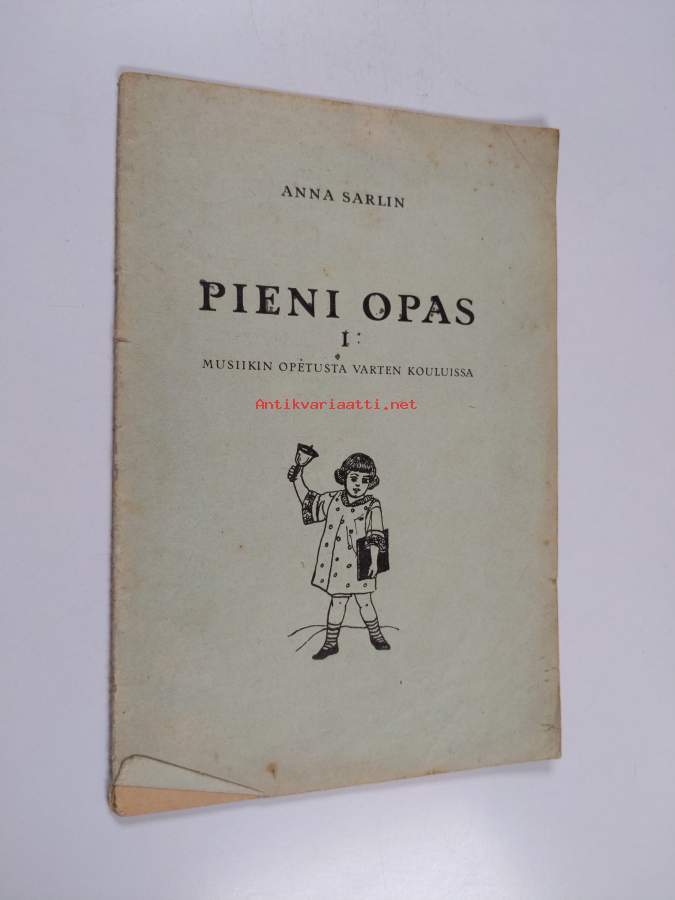 ANNA SARLIN
PIENI OPAS
I
MUSIIKIN OPETUSTA VARTEN KOULUISSA
Antikvariaatti.net